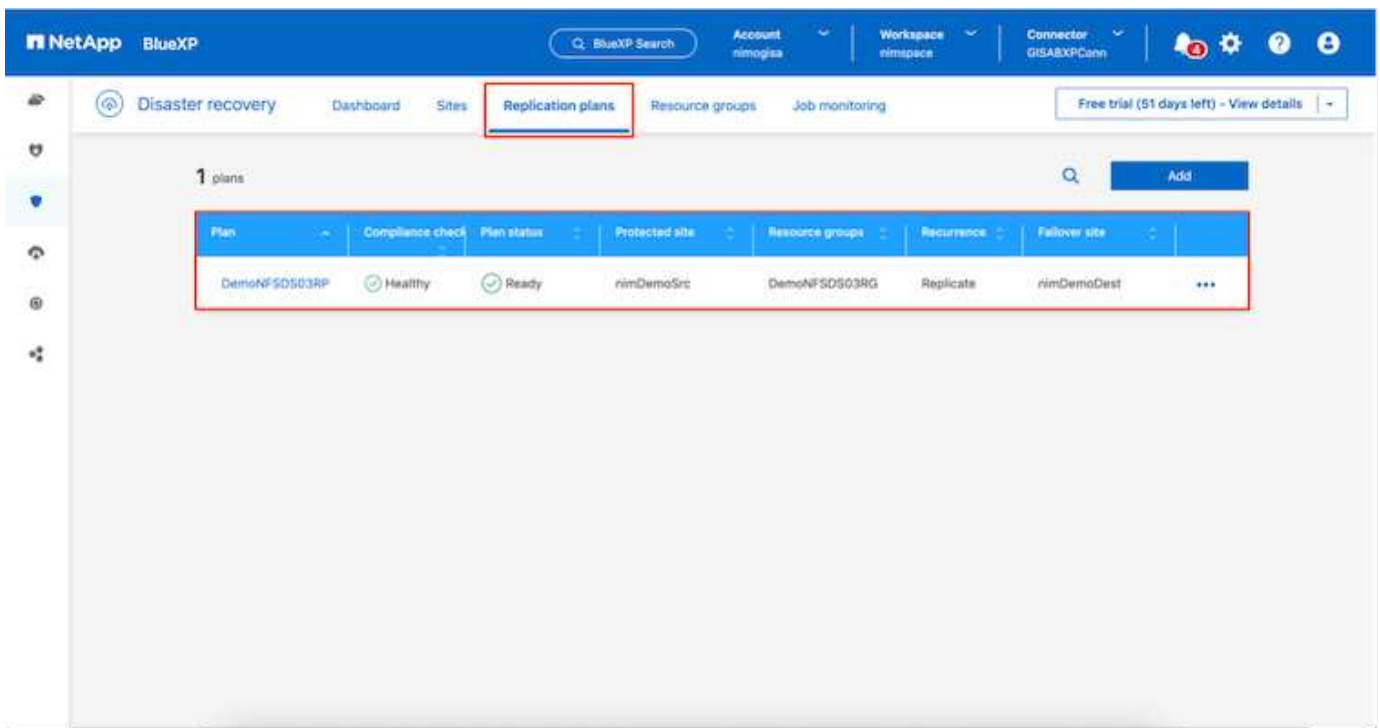 NetApp BlueXP BlueXP Search Account nimogisa Workspace nimspace Connector GISABXPConn 4
Disaster recovery Dashboard Sites Replication plans Resource groups Job monitoring Free trial (51 days left) - View details
1 plans Add
Plan Compliance check Plan status Protected site Resource groups Recurrence Failover site
DemoNFSDS03RP Healthy Ready nimDemoSrc DemoNFSDS03RG Replicate nimDemoDest